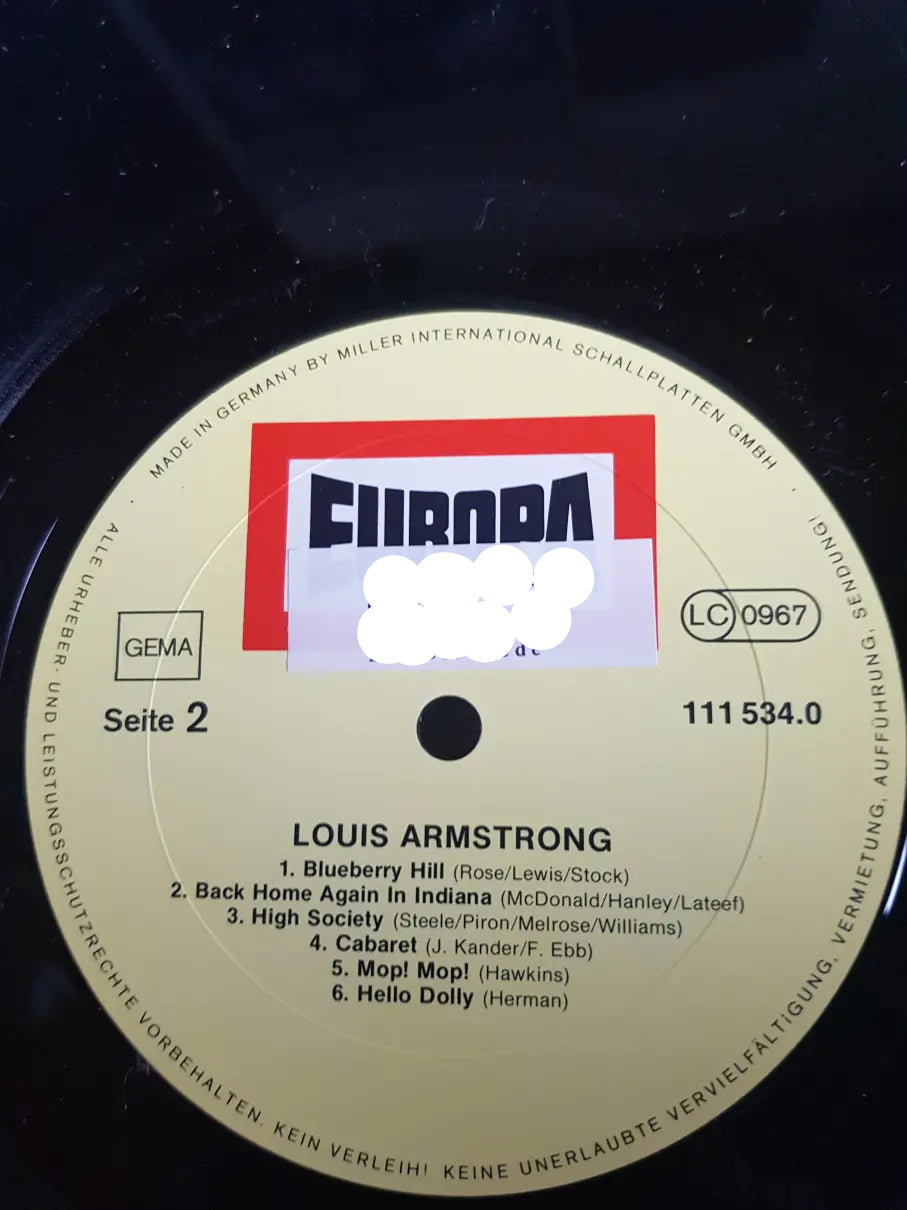 MADE IN GERMANY BY MILLER INTERNATIONAL SCHALLPLATTEN GMBH
EUROPA
GEMA
LC 0967
Seite 2
111 534.0
LOUIS ARMSTRONG
1. Blueberry Hill (Rose/Lewis/Stock)
2. Back Home Again In Indiana (McDonald/Hanley/Lateef)
3. High Society (Steele/Piron/Melrose/Williams)
4. Cabaret (J. Kander/F. Ebb)
5. Mop! Mop! (Hawkins)
6. Hello Dolly (Herman)
ALLE URHEBER- UND LEISTUNGSSCHUTZRECHTE VORBEHALTEN. KEIN VERLEIH! KEINE UNERLAUBTE VERVIELFÄLTiGUNG, VERMIETUNG, AUFFÜHRUNG, SENDUNG!